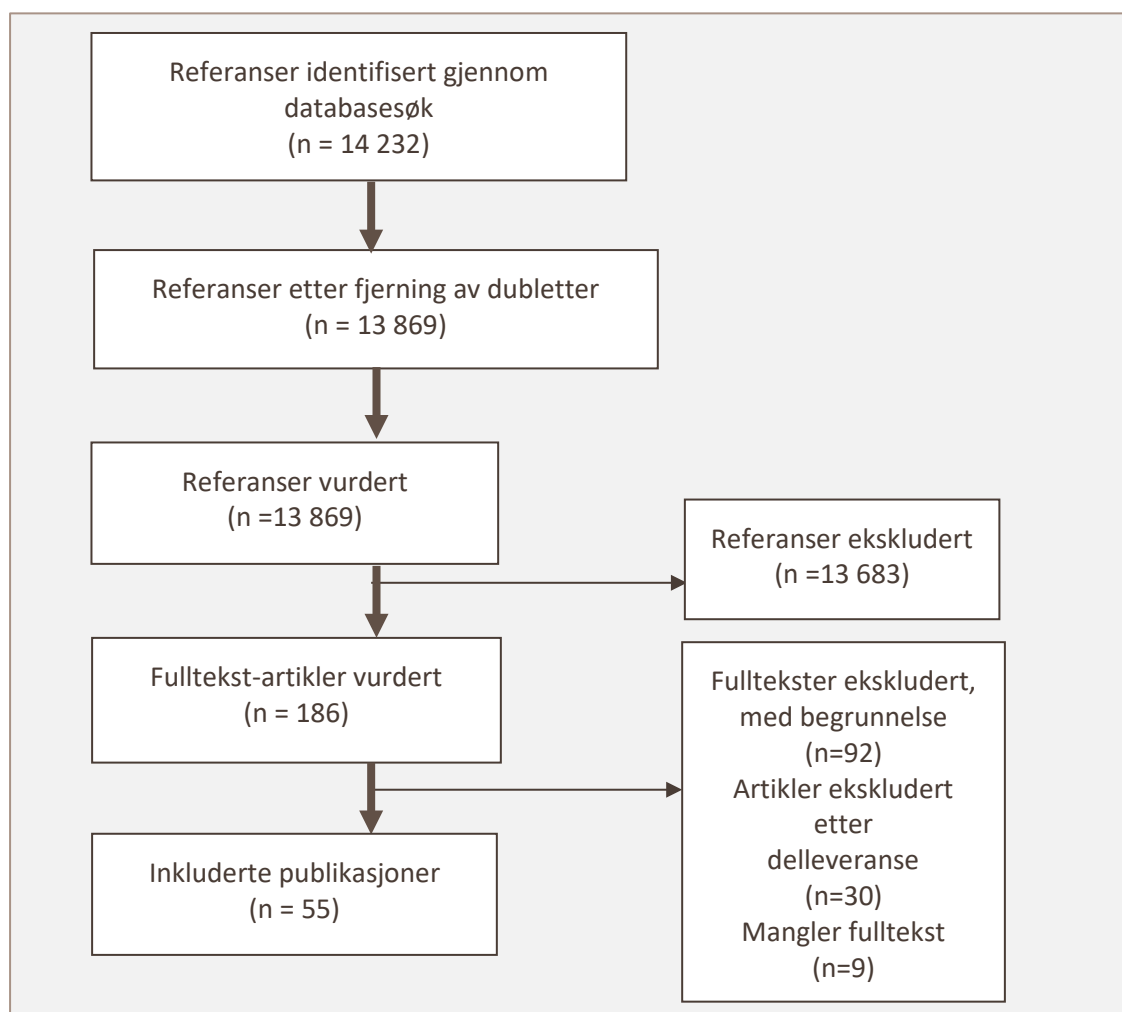 Referanser identifisert gjennom
databasesøk
(n = 14 232)
Referanser etter fjerning av dubletter
(n = 13 869)
Referanser vurdert
(n =13 869)
Referanser ekskludert
(n =13 683)
Fulltekst-artikler vurdert
(n = 186)
Fulltekster ekskludert,
med begrunnelse
(n=92)
Artikler ekskludert
etter
delleveranse
(n=30)
Mangler fulltekst
(n=9)
Inkluderte publikasjoner
(n = 55)